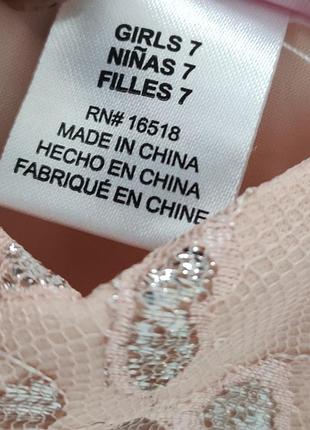 GIRLS 7
NIÑAS 7
FILLES 7
RN# 16518
MADE IN CHINA
HECHO EN CHINA
FABRIQUÉ EN CHINE